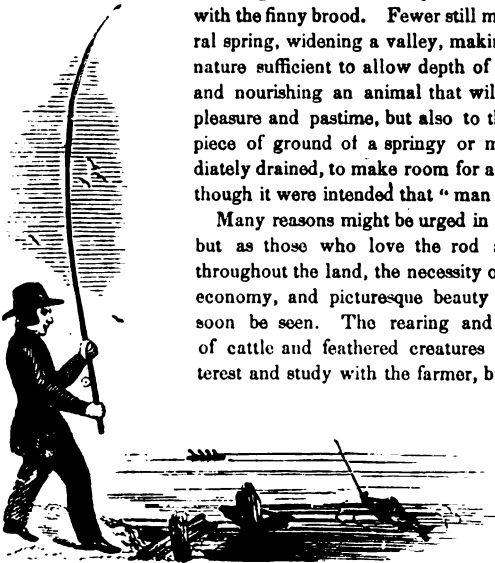 with the finny brood. Fewer still m
ral spring, widening a valley, makin
nature sufficient to allow depth of
and nourishing an animal that wil
pleasure and pastime, but also to th
piece of ground of a springy or m
diately drained, to make room for a
though it were intended that “ man
Many reasons might be urged in
but as those who love the rod a
throughout the land, the necessity o
economy, and picturesque beauty
soon be seen. The rearing and
of cattle and feathered creatures
terest and study with the farmer, b